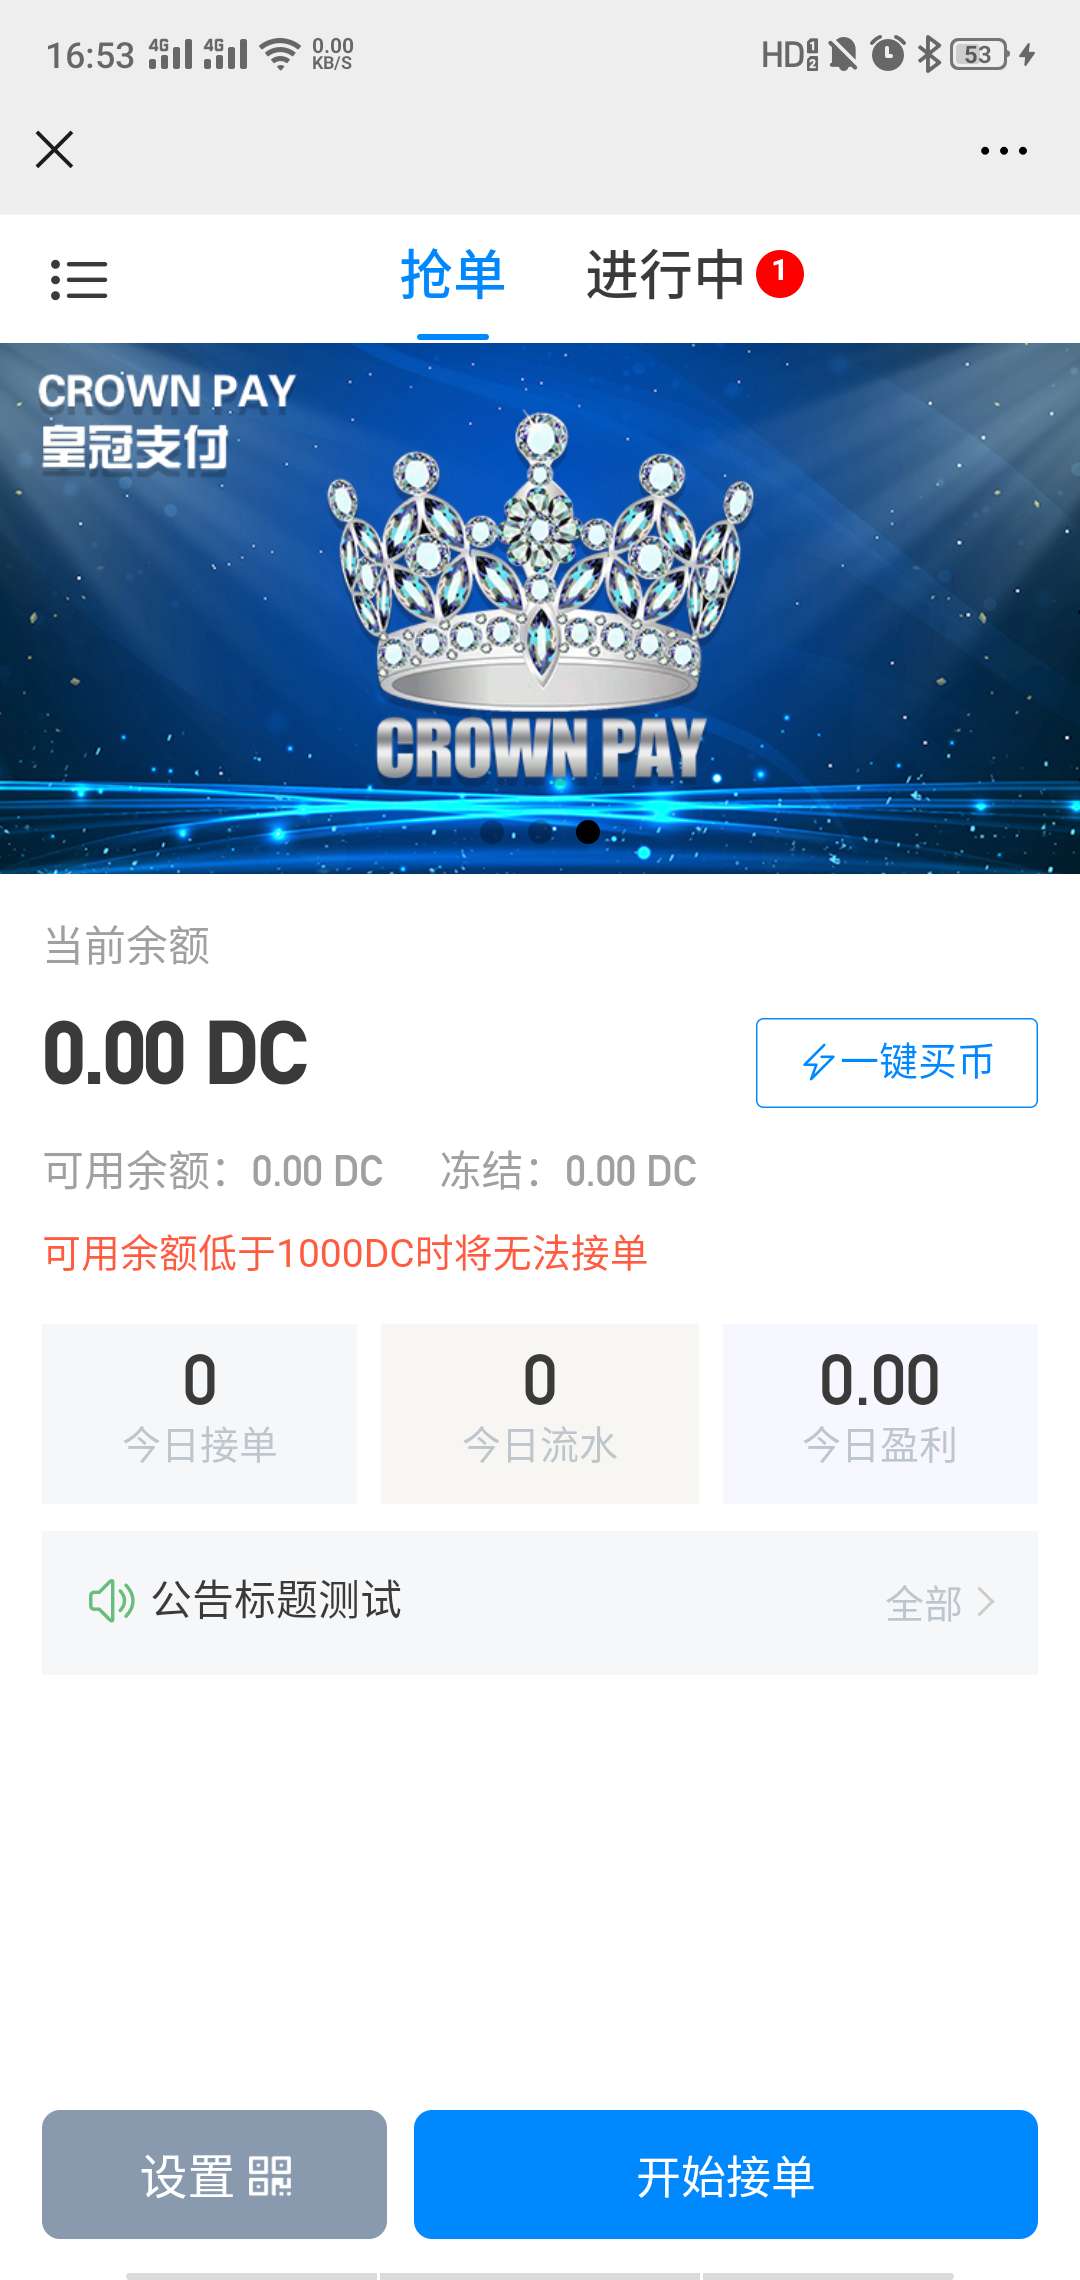 16:53 4G 4G 0.00 KB/S HD 1 2 53
抢单 进行中 1
CROWN PAY
皇冠支付
CROWN PAY
当前余额
0.00 DC
一键买币
可用余额：0.00 DC 冻结：0.00 DC
可用余额低于1000DC时将无法接单
0 0 0.00
今日接单 今日流水 今日盈利
公告标题测试 全部
设置 开始接单